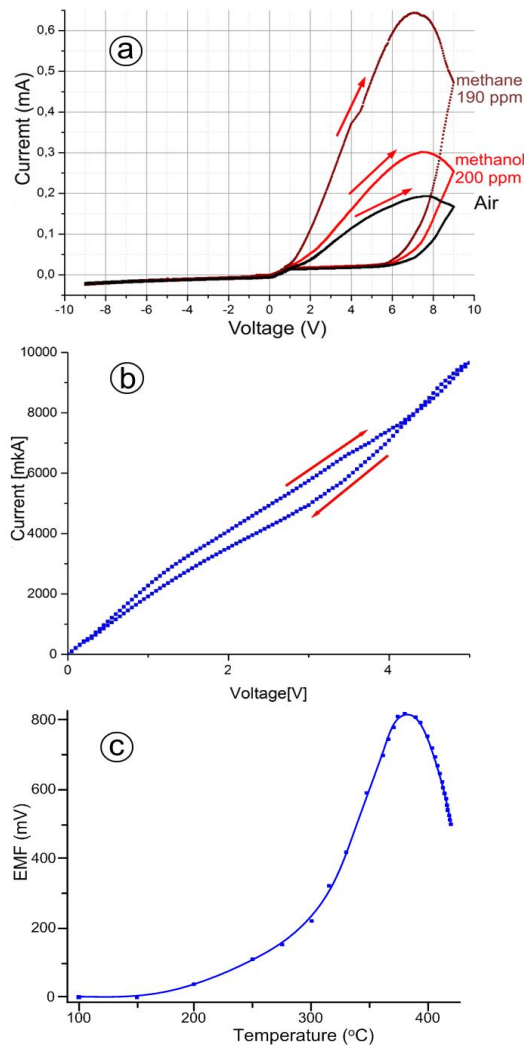 a
0,6
0,5
0,4
0,3
0,2
0,1
0,0
Curremt (mA)
methane
190 ppm
methanol
200 ppm
Air
-10 -8 -6 -4 -2 0 2 4 6 8 10
Voltage (V)
b
10000
8000
6000
4000
2000
0
Current [mkA]
0 2 4
Voltage[V]
c
800
600
400
200
0
EMF (mV)
100 200 300 400
Temperature (°C)